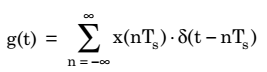 g(t) = ∑_{n = −∞}^{∞} x(nT_s) · δ(t − nT_s)